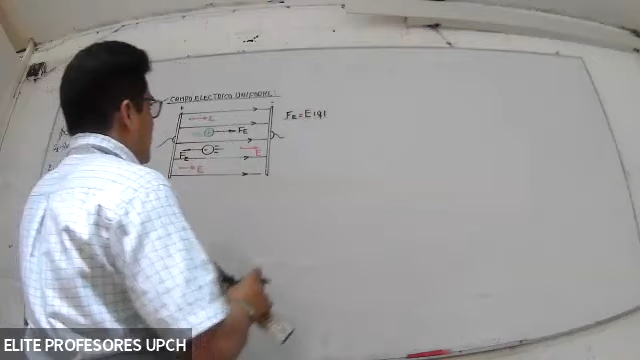 CAMPO ELECTRICO UNIFORME:
+ -
E
+ FE
FE = E|q|
- E
FE
E
ELITE PROFESORES UPCH